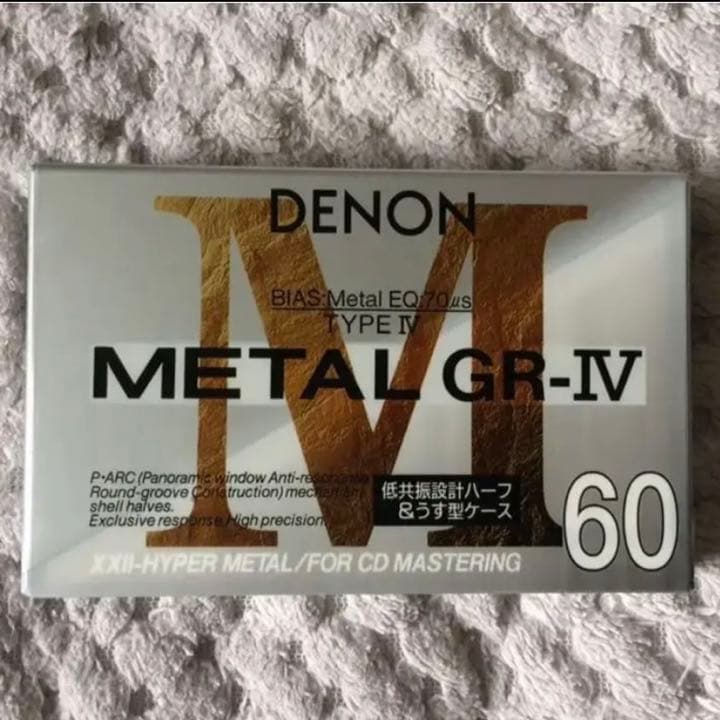 DENON
BIAS:Metal EQ:70μs
TYPE Ⅳ
METAL GR-Ⅳ
P•ARC (Panoramic window Anti-resonance
Round-groove Construction) mechanism
shell halves.
Exclusive response High precision.
低共振設計ハーフ
&うす型ケース
60
XXII-HYPER METAL/FOR CD MASTERING
M